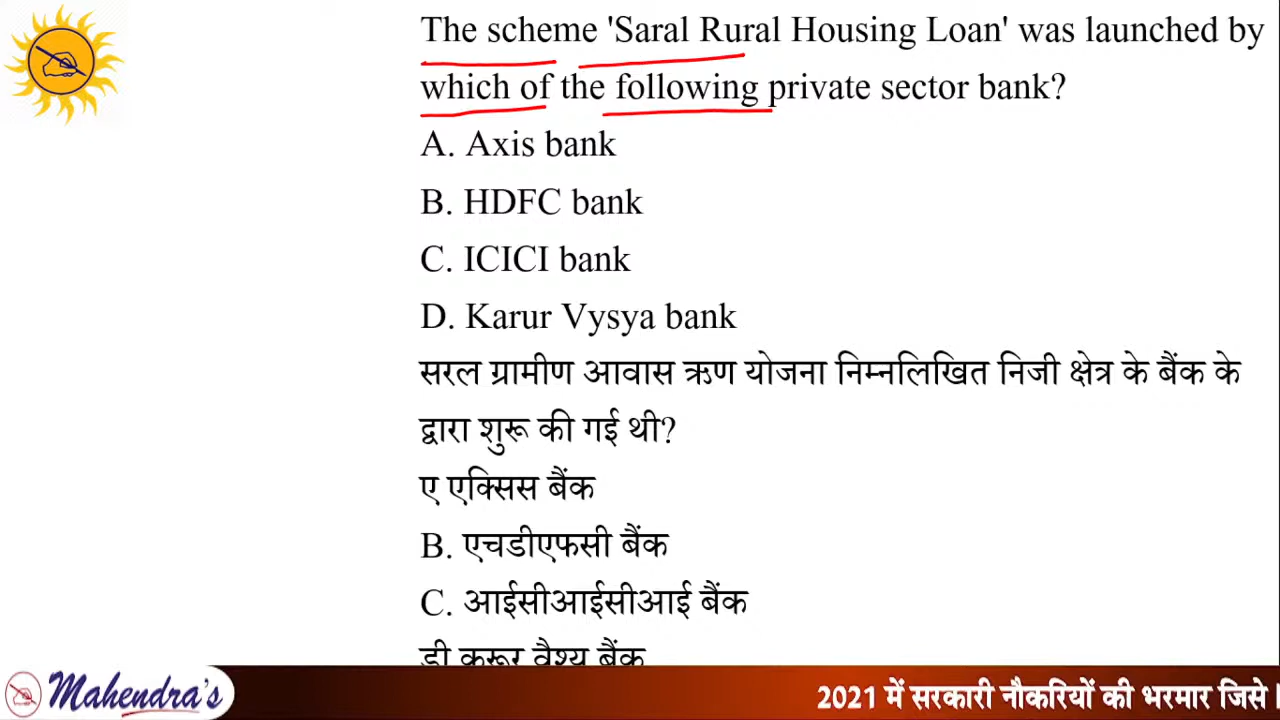 The scheme 'Saral Rural Housing Loan' was launched by
which of the following private sector bank?
A. Axis bank
B. HDFC bank
C. ICICI bank
D. Karur Vysya bank
सरल ग्रामीण आवास ऋण योजना निम्नलिखित निजी क्षेत्र के बैंक के
द्वारा शुरू की गई थी?
ए एक्सिस बैंक
B. एचडीएफसी बैंक
C. आईसीआईसीआई बैंक
डी करूर वैश्य बैंक
Mahendra's
2021 में सरकारी नौकरियों की भरमार जिसे